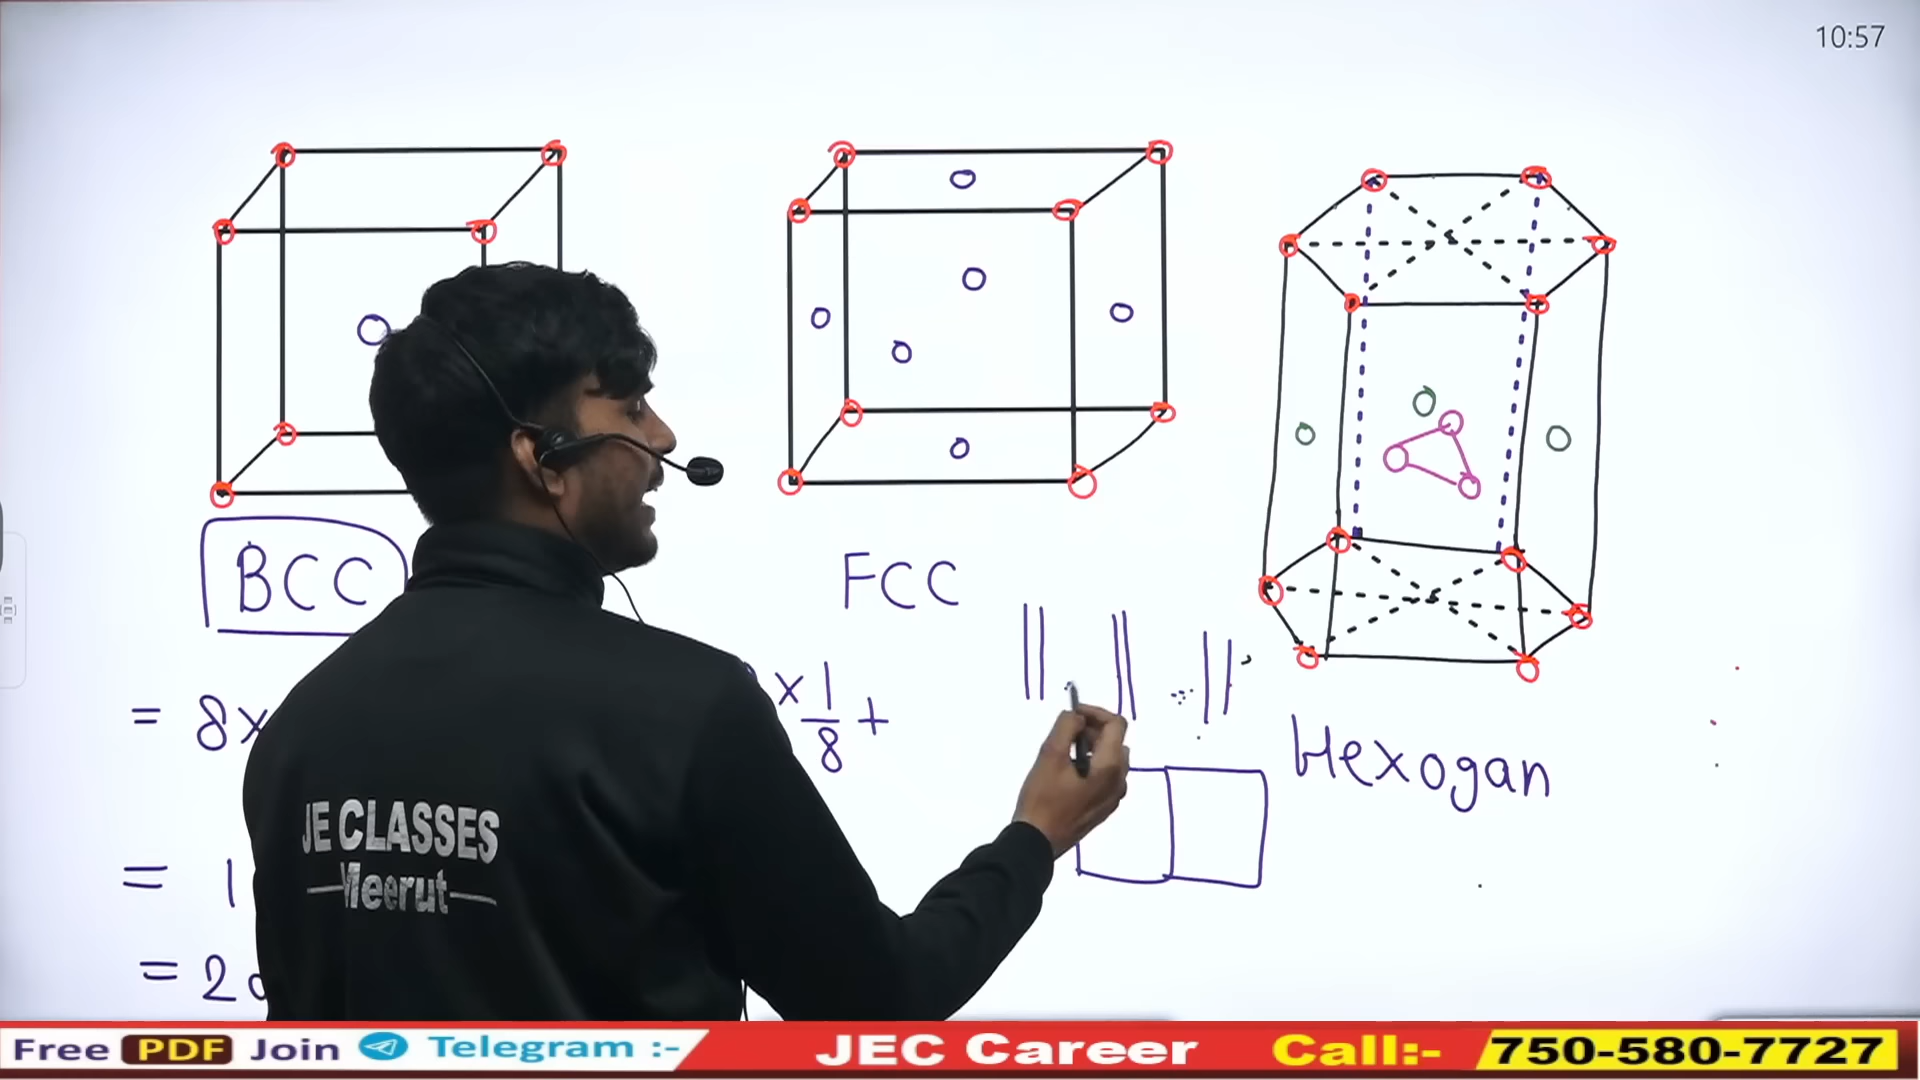 10:57
BCC
FCC
Hexogan
= 8x
x 1/8 +
= 1
= 2
JE CLASSES
Meerut
Free PDF Join Telegram :- JEC Career Call:- 750-580-7727